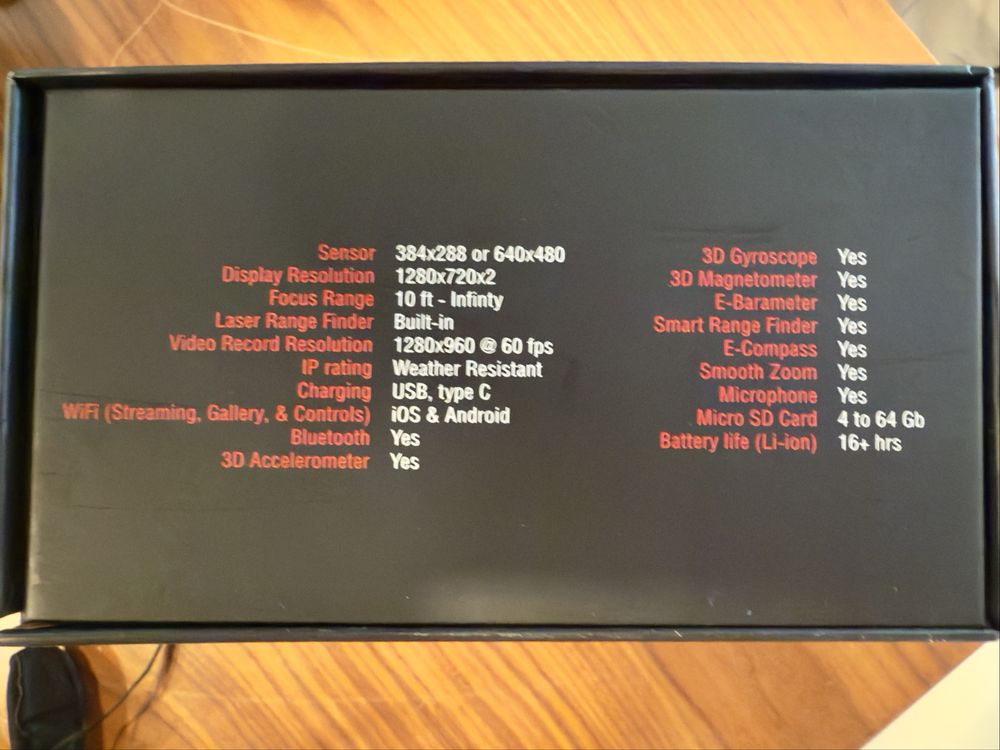 Sensor 384x288 or 640x480
Display Resolution 1280x720x2
Focus Range 10 ft - Infinty
Laser Range Finder Built-in
Video Record Resolution 1280x960 @ 60 fps
IP rating Weather Resistant
Charging USB, type C
WiFi (Streaming, Gallery, & Controls) iOS & Android
Bluetooth Yes
3D Accelerometer Yes
3D Gyroscope Yes
3D Magnetometer Yes
E-Barameter Yes
Smart Range Finder Yes
E-Compass Yes
Smooth Zoom Yes
Microphone Yes
Micro SD Card 4 to 64 Gb
Battery life (Li-ion) 16+ hrs